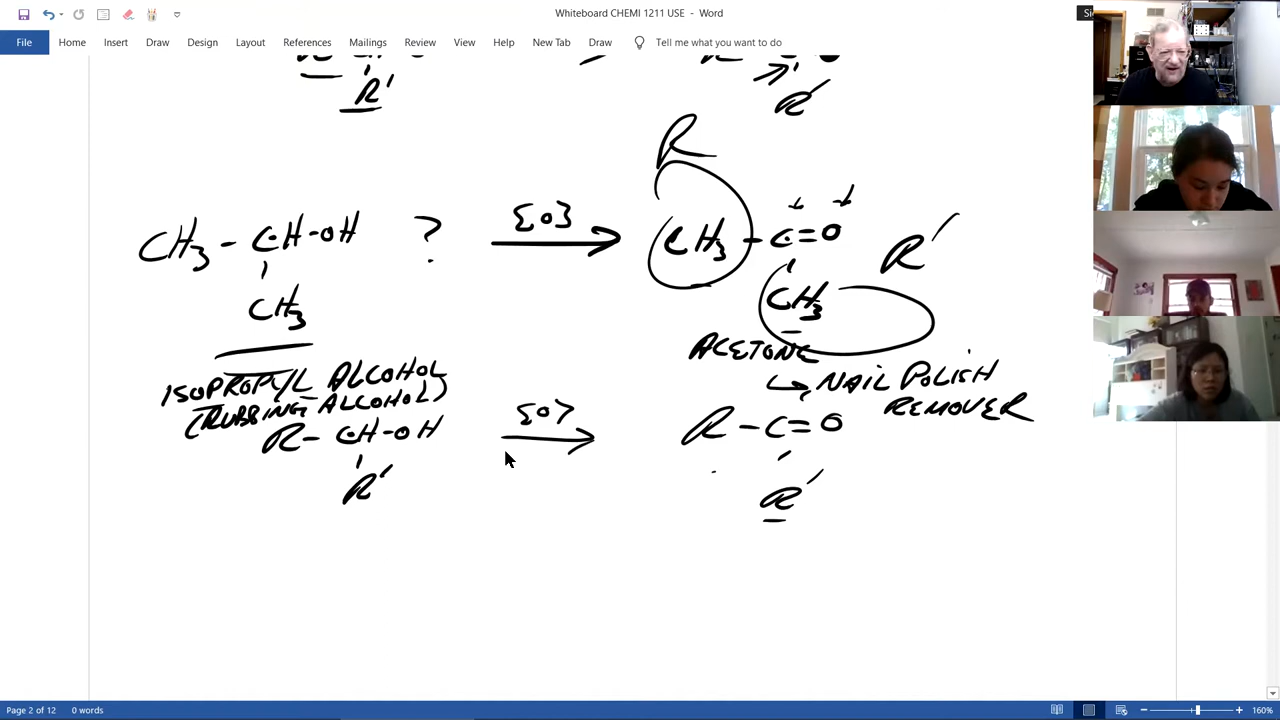 Whiteboard CHEMI 1211 USE - Word
File Home Insert Draw Design Layout References Mailings Review View Help New Tab Draw Tell me what you want to do
R'
R'
R
CH3 - CH-OH ? {O} CH3 - C=O
R'
CH3
CH3
ACETONE
ISOPROPYL ALCOHOL
(RUBBING ALCOHOL)
NAIL POLISH
REMOVER
R- CH-OH {O} R-C=O
R'
R'
Page 2 of 12 0 words 160%